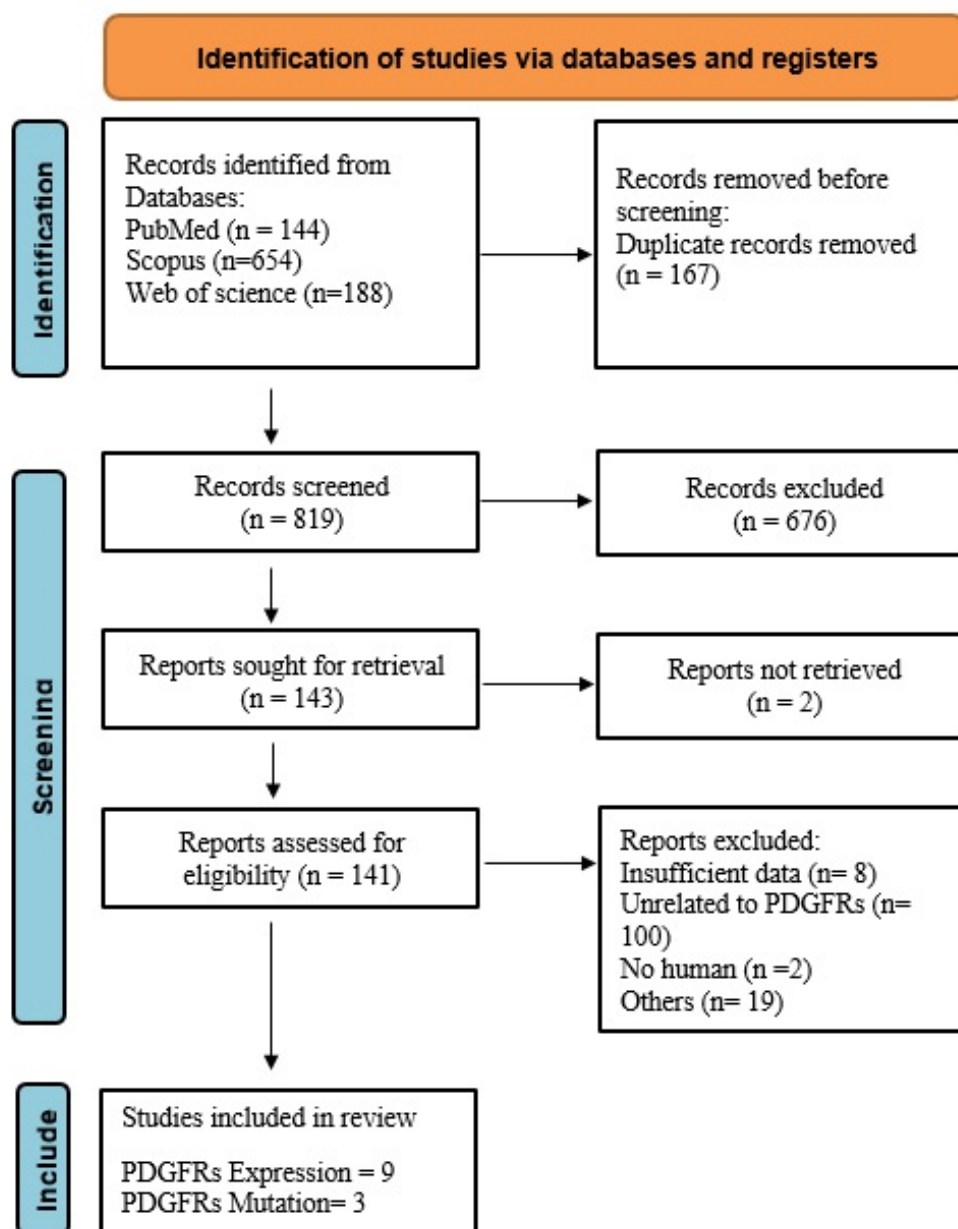 Identification of studies via databases and registers
Identification
Records identified from
Databases:
PubMed (n = 144)
Scopus (n=654)
Web of science (n=188)
Records removed before
screening:
Duplicate records removed
(n = 167)
Screening
Records screened
(n = 819)
Records excluded
(n = 676)
Reports sought for retrieval
(n = 143)
Reports not retrieved
(n = 2)
Reports assessed for
eligibility (n = 141)
Reports excluded:
Insufficient data (n= 8)
Unrelated to PDGFRs (n=
100)
No human (n =2)
Others (n= 19)
Include
Studies included in review
PDGFRs Expression = 9
PDGFRs Mutation= 3